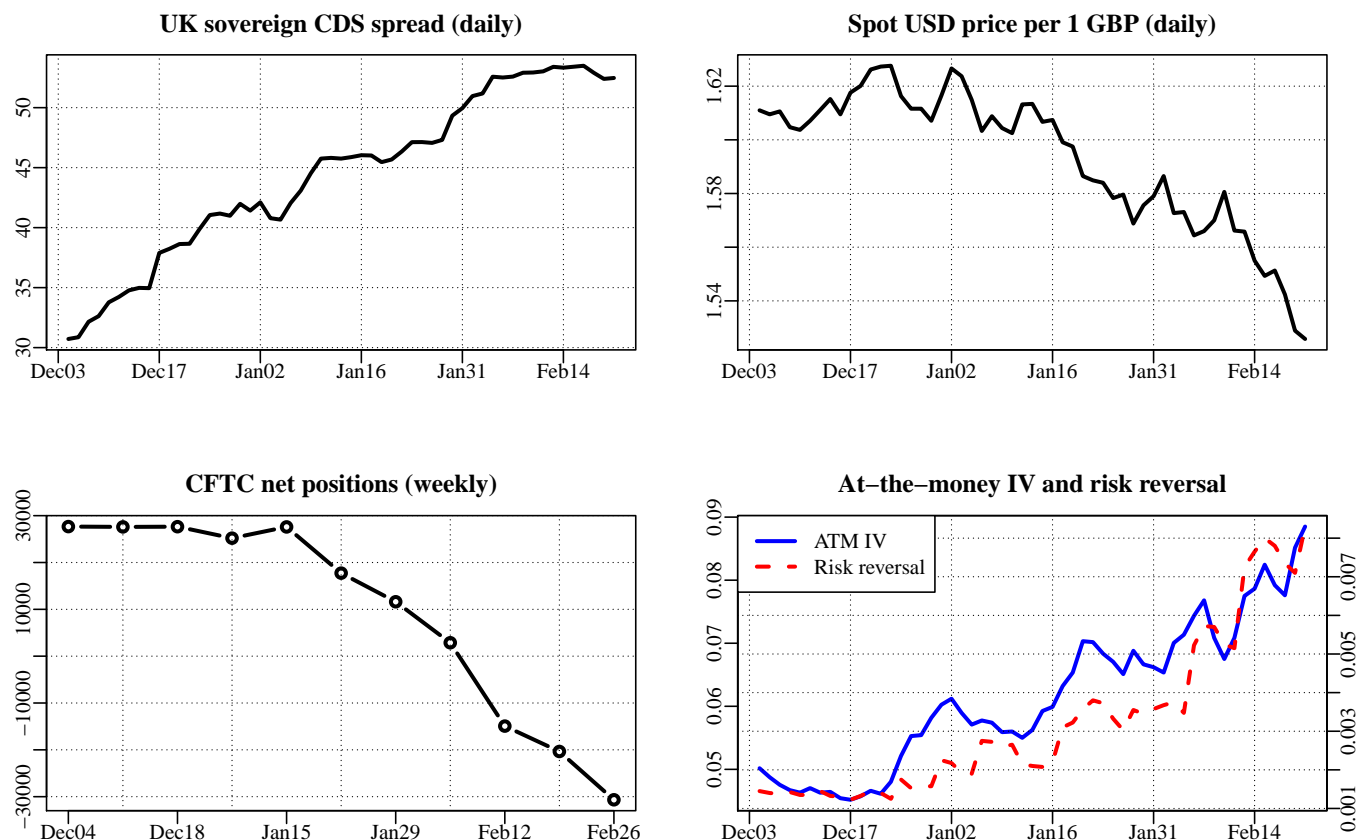 UK sovereign CDS spread (daily)
50
45
40
35
30
Dec03 Dec17 Jan02 Jan16 Jan31 Feb14
Spot USD price per 1 GBP (daily)
1.62
1.58
1.54
Dec03 Dec17 Jan02 Jan16 Jan31 Feb14
CFTC net positions (weekly)
30000
10000
−10000
−30000
Dec04 Dec18 Jan15 Jan29 Feb12 Feb26
At−the−money IV and risk reversal
ATM IV
Risk reversal
0.09
0.08
0.07
0.06
0.05
0.007
0.005
0.003
0.001
Dec03 Dec17 Jan02 Jan16 Jan31 Feb14